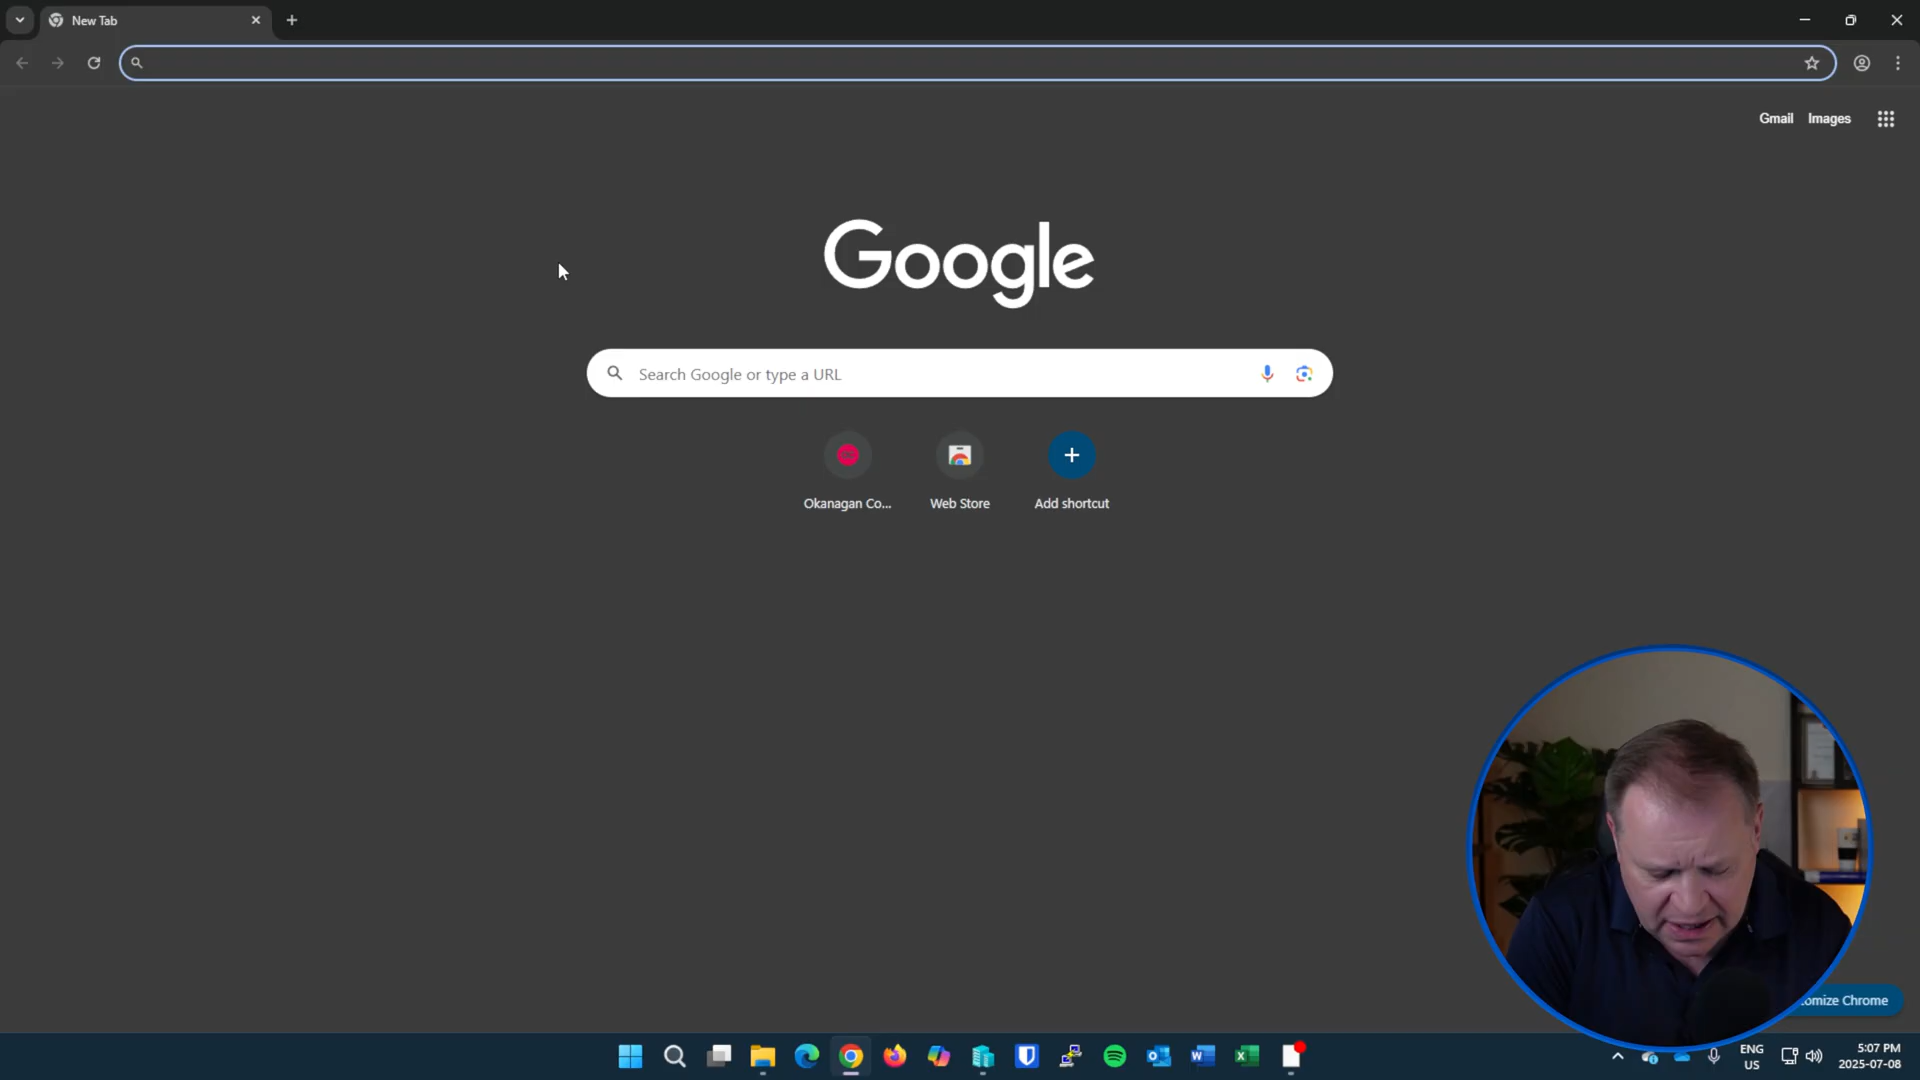 New Tab
Gmail Images
Google
Search Google or type a URL
Okanagan Co... Web Store Add shortcut
omize Chrome
ENG
US
5:07 PM
2025-07-08